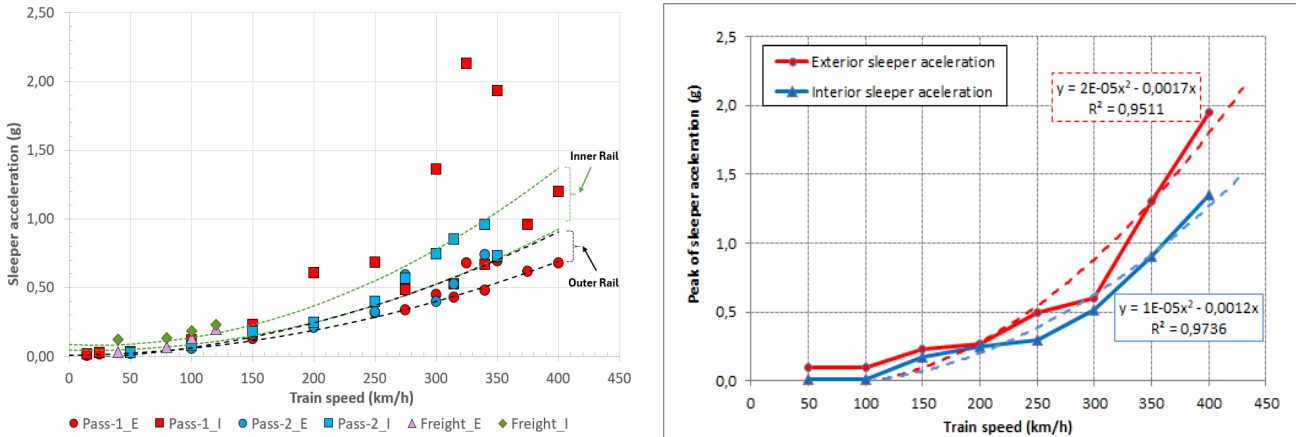 2,50
2,00
1,50
1,00
0,50
0,00
Sleeper acceleration (g)
Inner Rail
Outer Rail
0 50 100 150 200 250 300 350 400 450
Train speed (km/h)
Pass-1_E Pass-1_I Pass-2_E Pass-2_I Freight_E Freight_I
2,5
2,0
1,5
1,0
0,5
0,0
Peak of sleeper aceleration (g)
Exterior sleeper aceleration
Interior sleeper aceleration
y = 2E-05x² - 0,0017x
R² = 0,9511
y = 1E-05x² - 0,0012x
R² = 0,9736
0 50 100 150 200 250 300 350 400 450
Train speed (km/h)